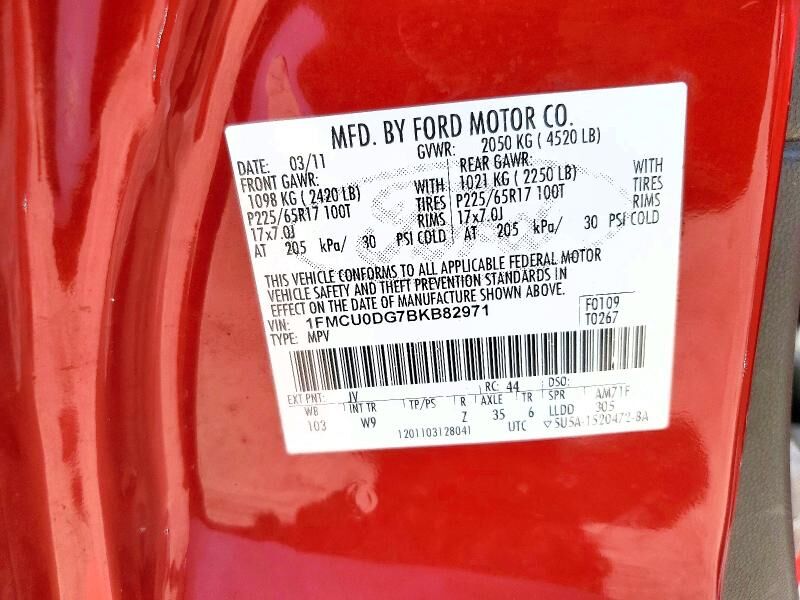 MFD. BY FORD MOTOR CO.
DATE: 03/11 GVWR: 2050 KG ( 4520 LB)
FRONT GAWR: REAR GAWR:
1098 KG ( 2420 LB) WITH 1021 KG ( 2250 LB) WITH
P225/65R17 100T TIRES P225/65R17 100T TIRES
17x7.0J RIMS 17x7.0J RIMS
AT 205 kPa/ 30 PSI COLD AT 205 kPa/ 30 PSI COLD
THIS VEHICLE CONFORMS TO ALL APPLICABLE FEDERAL MOTOR
VEHICLE SAFETY AND THEFT PREVENTION STANDARDS IN
EFFECT ON THE DATE OF MANUFACTURE SHOWN ABOVE.
VIN: 1FMCU0DG7BKB82971 F0109
TYPE: MPV T0267
EXT PNT: JV RC: 44 DSO:
WB INT TR TP/PS R AXLE TR SPR AM71F
103 W9 Z 35 6 LLDD 305
1201103128041 UTC ▽5U5A-1520472-BA